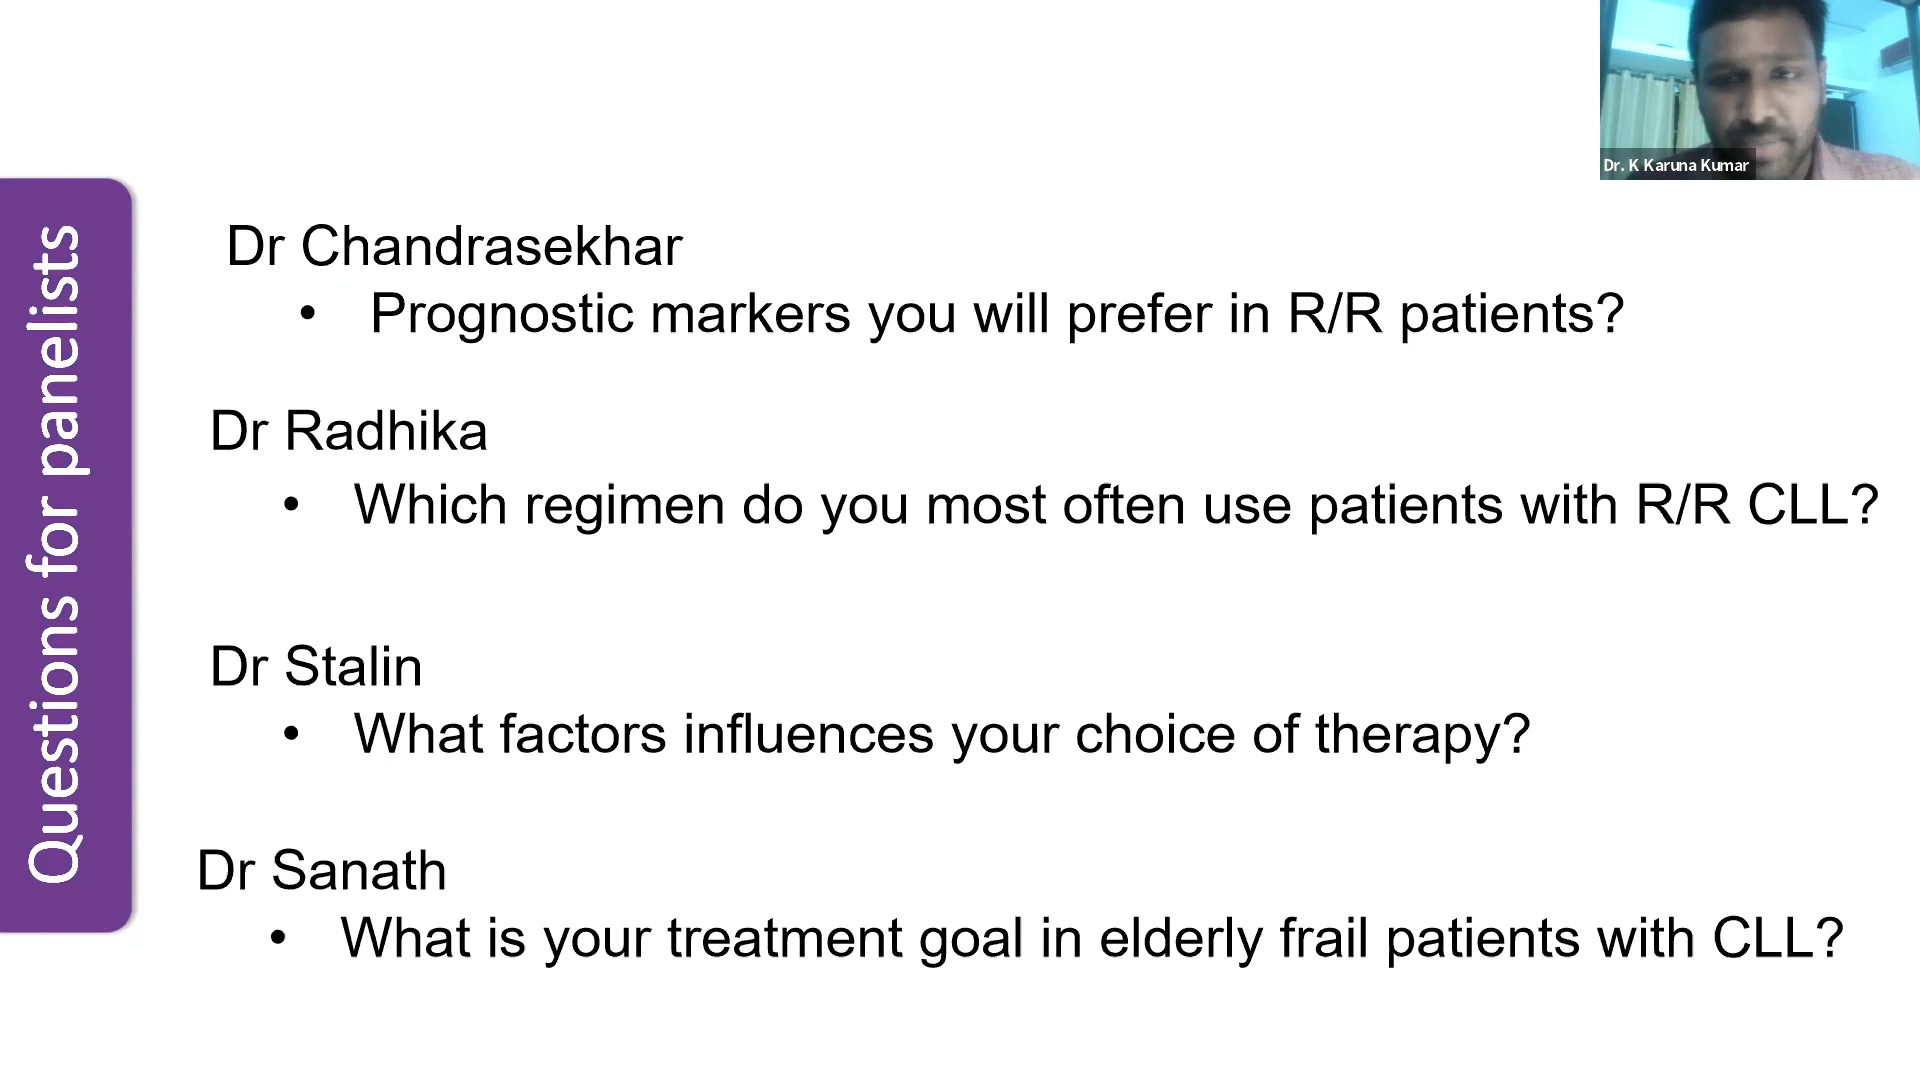 Dr. K Karuna Kumar
Questions for panelists
Dr Chandrasekhar
• Prognostic markers you will prefer in R/R patients?
Dr Radhika
• Which regimen do you most often use patients with R/R CLL?
Dr Stalin
• What factors influences your choice of therapy?
Dr Sanath
• What is your treatment goal in elderly frail patients with CLL?